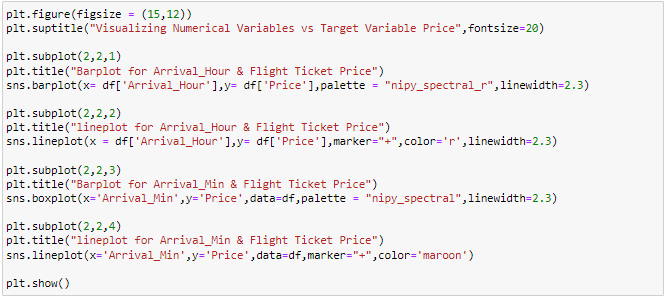 plt.figure(figsize = (15,12))
plt.suptitle("Visualizing Numerical Variables vs Target Variable Price",fontsize=20)
plt.subplot(2,2,1)
plt.title("Barplot for Arrival_Hour & Flight Ticket Price")
sns.barplot(x= df['Arrival_Hour'],y= df['Price'],palette = "nipy_spectral_r",linewidth=2.3)
plt.subplot(2,2,2)
plt.title("lineplot for Arrival_Hour & Flight Ticket Price")
sns.lineplot(x = df['Arrival_Hour'],y= df['Price'],marker="+",color='r',linewidth=2.3)
plt.subplot(2,2,3)
plt.title("Barplot for Arrival_Min & Flight Ticket Price")
sns.boxplot(x='Arrival_Min',y='Price',data=df,palette = "nipy_spectral",linewidth=2.3)
plt.subplot(2,2,4)
plt.title("lineplot for Arrival_Min & Flight Ticket Price")
sns.lineplot(x='Arrival_Min',y='Price',data=df,marker="+",color='maroon')
plt.show()